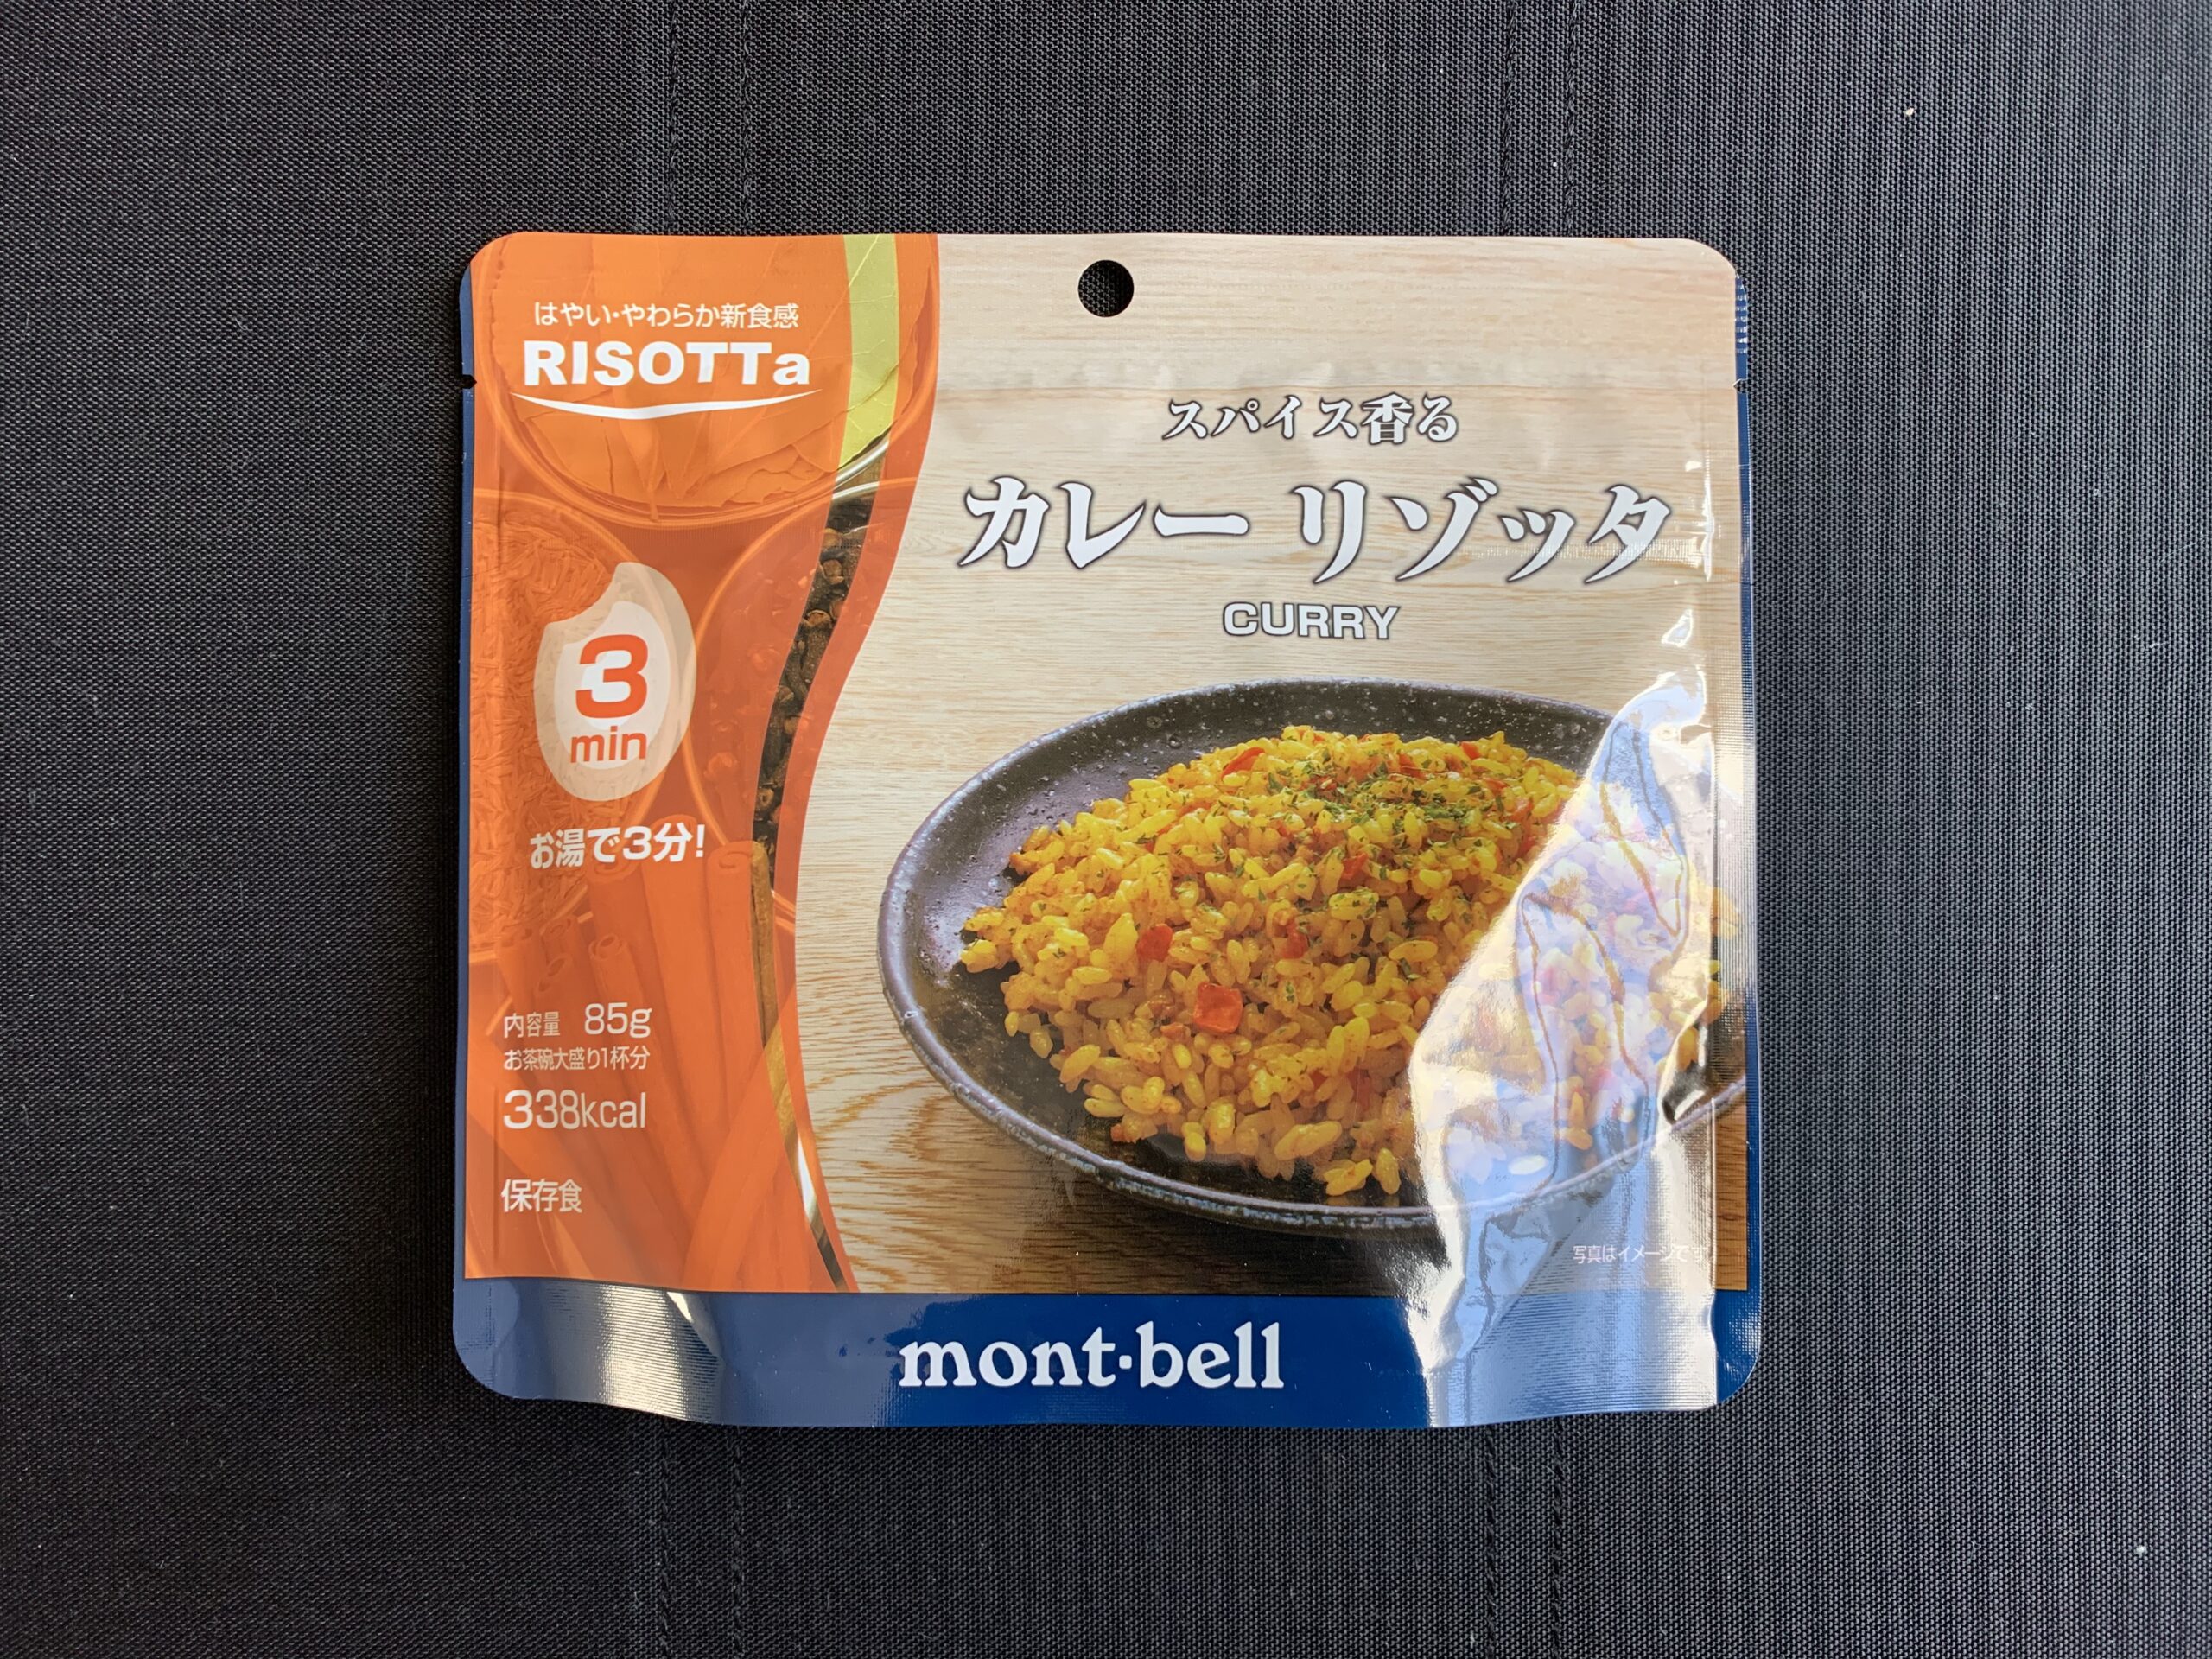 はやい・やわらか新食感
RISOTTa
スパイス香る
カレー リゾッタ
CURRY
3
min
お湯で3分!
内容量 85g
お茶碗大盛り1杯分
338kcal
保存食
写真はイメージです
mont・bell